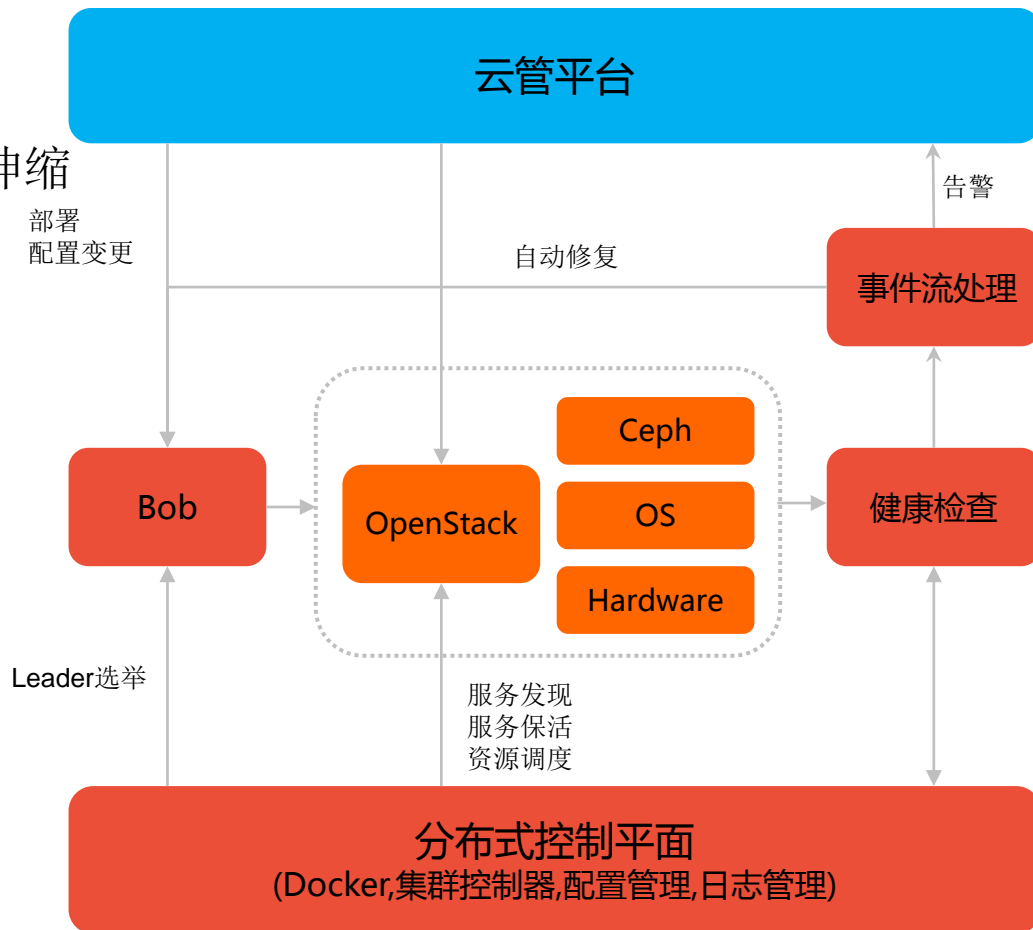 云管平台
伸缩
部署
配置变更
告警
自动修复
事件流处理
Ceph
Bob
OpenStack
OS
健康检查
Hardware
Leader选举
服务发现
服务保活
资源调度
分布式控制平面
(Docker,集群控制器,配置管理,日志管理)